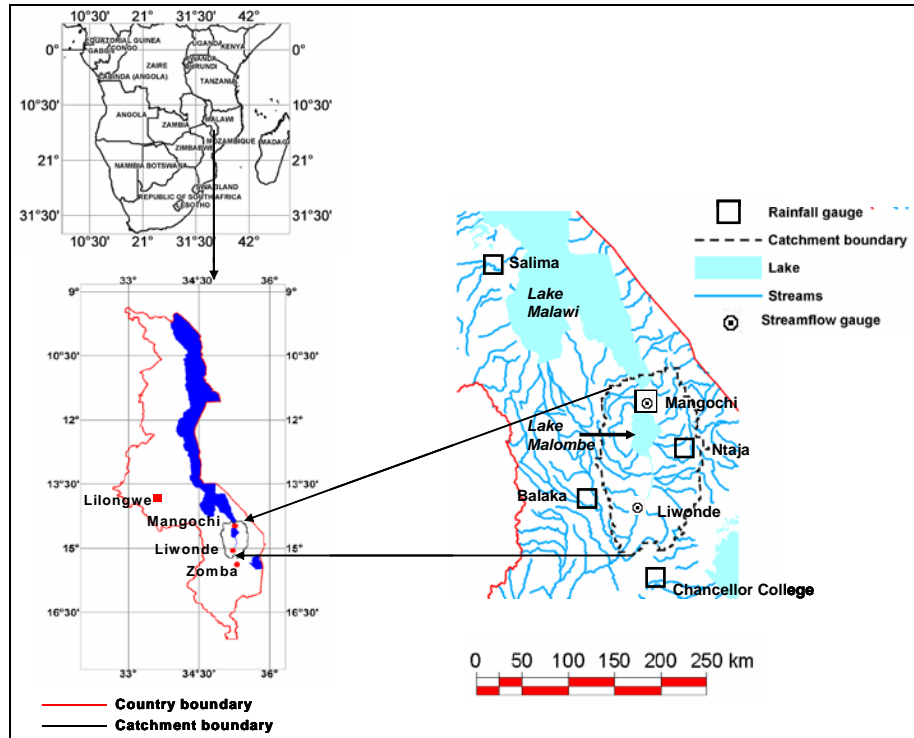 10°30' 21° 31°30' 42°
0° 0°
EQUATORIAL GUINEA
UGANDA
KENYA
GABON CONGO
ZAIRE
RWANDA
BURUNDI
CABINDA (ANGOLA)
TANZANIA
10°30' 10°30'
ANGOLA
MALAWI
ZAMBIA
MOZAMBIQUE
ZIMBABWE
MADAG
21° 21°
NAMIBIA BOTSWANA
SWAZILAND
REPUBLIC OF SOUTH AFRICA
LESOTHO
31°30' 31°30'
10°30' 21° 31°30' 42°
33° 34°30' 36°
9° 9°
10°30' 10°30'
12° 12°
13°30' 13°30'
Lilongwe
Mangochi
Liwonde
15° 15°
Zomba
16°30' 16°30'
33° 34°30' 36°
Country boundary
Catchment boundary
Rainfall gauge
Catchment boundary
Lake
Streams
Streamflow gauge
Salima
Lake
Malawi
Mangochi
Lake
Malombe
Ntaja
Balaka
Liwonde
Chancellor College
0 50 100 150 200 250 km